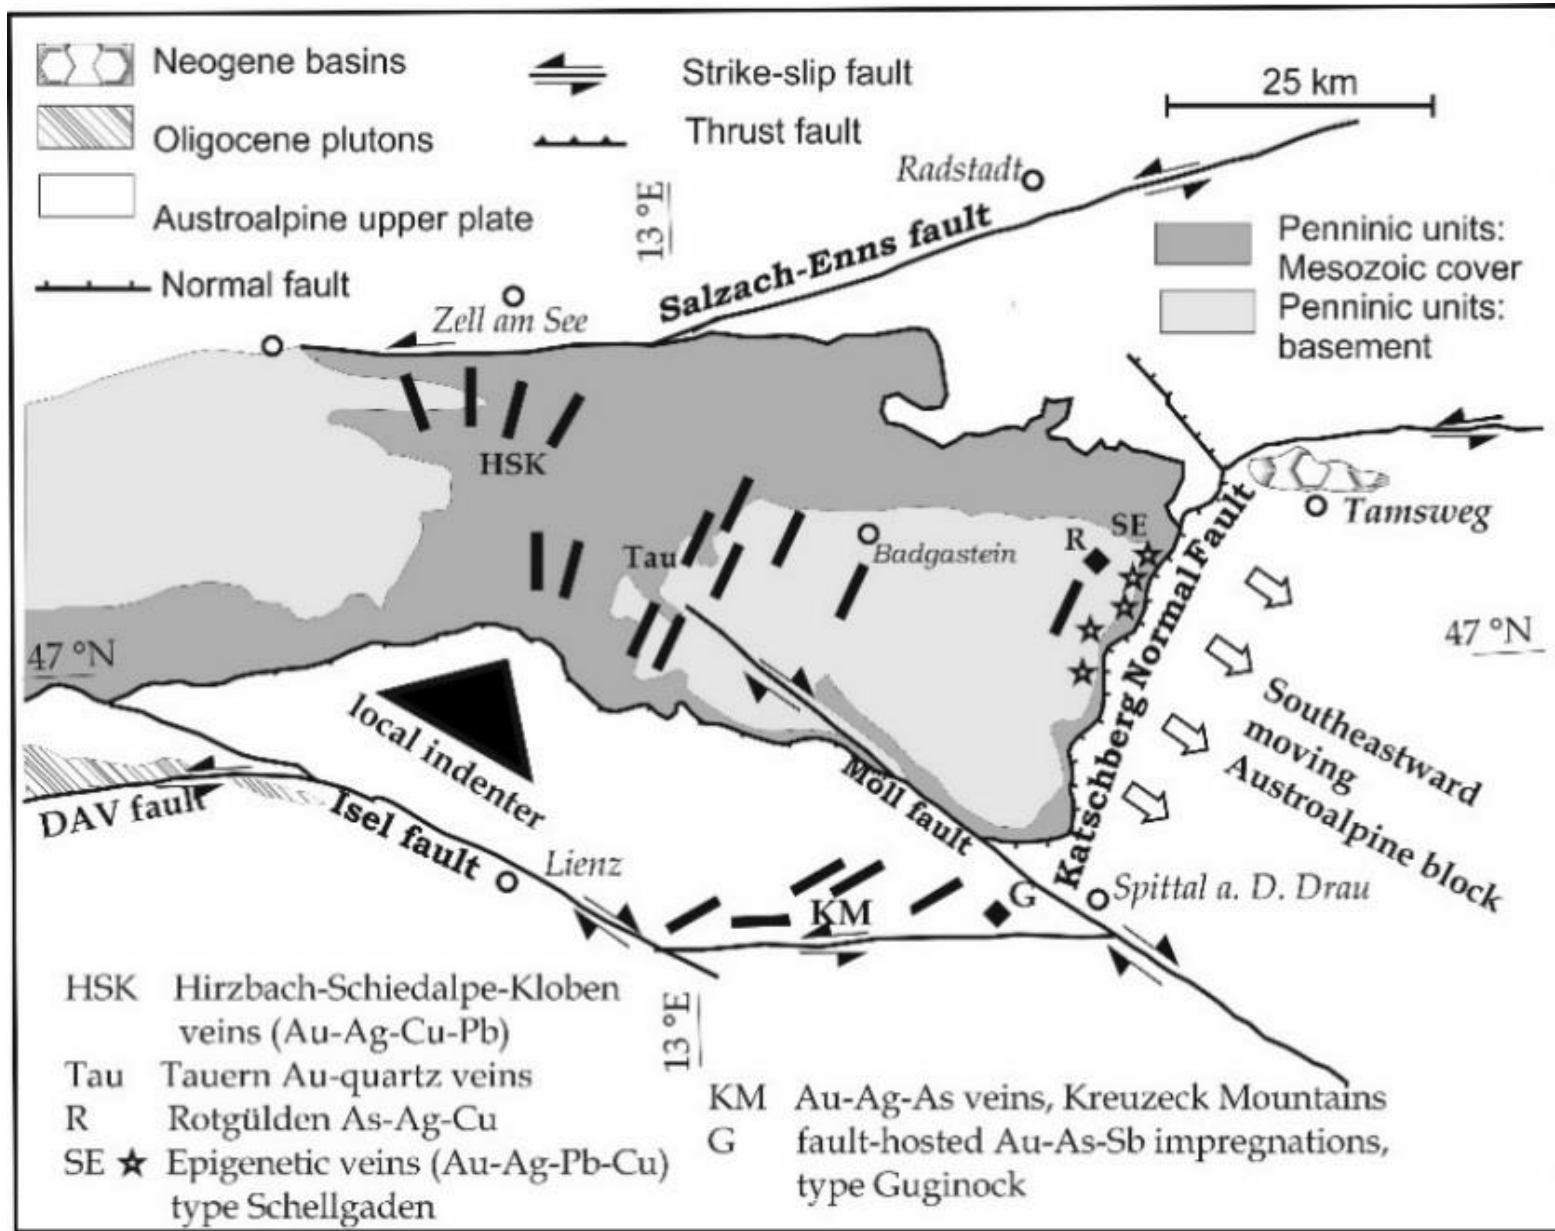 Neogene basins
Oligocene plutons
Austroalpine upper plate
Normal fault
Strike-slip fault
Thrust fault
25 km
Radstadt
13 °E
Salzach-Enns fault
Penninic units:
Mesozoic cover
Penninic units:
basement
Zell am See
HSK
Tamsweg
Tau
Badgastein
R
SE
47 °N
47 °N
Katschberg Normal Fault
local indenter
Southeastward
moving
Austroalpine block
DAV fault
Isel fault
Möll fault
Lienz
KM
G
Spittal a. D. Drau
13 °E
HSK Hirzbach-Schiedalpe-Kloben
veins (Au-Ag-Cu-Pb)
Tau Tauern Au-quartz veins
R Rotgülden As-Ag-Cu
SE ☆ Epigenetic veins (Au-Ag-Pb-Cu)
type Schellgaden
KM Au-Ag-As veins, Kreuzeck Mountains
G fault-hosted Au-As-Sb impregnations,
type Guginock